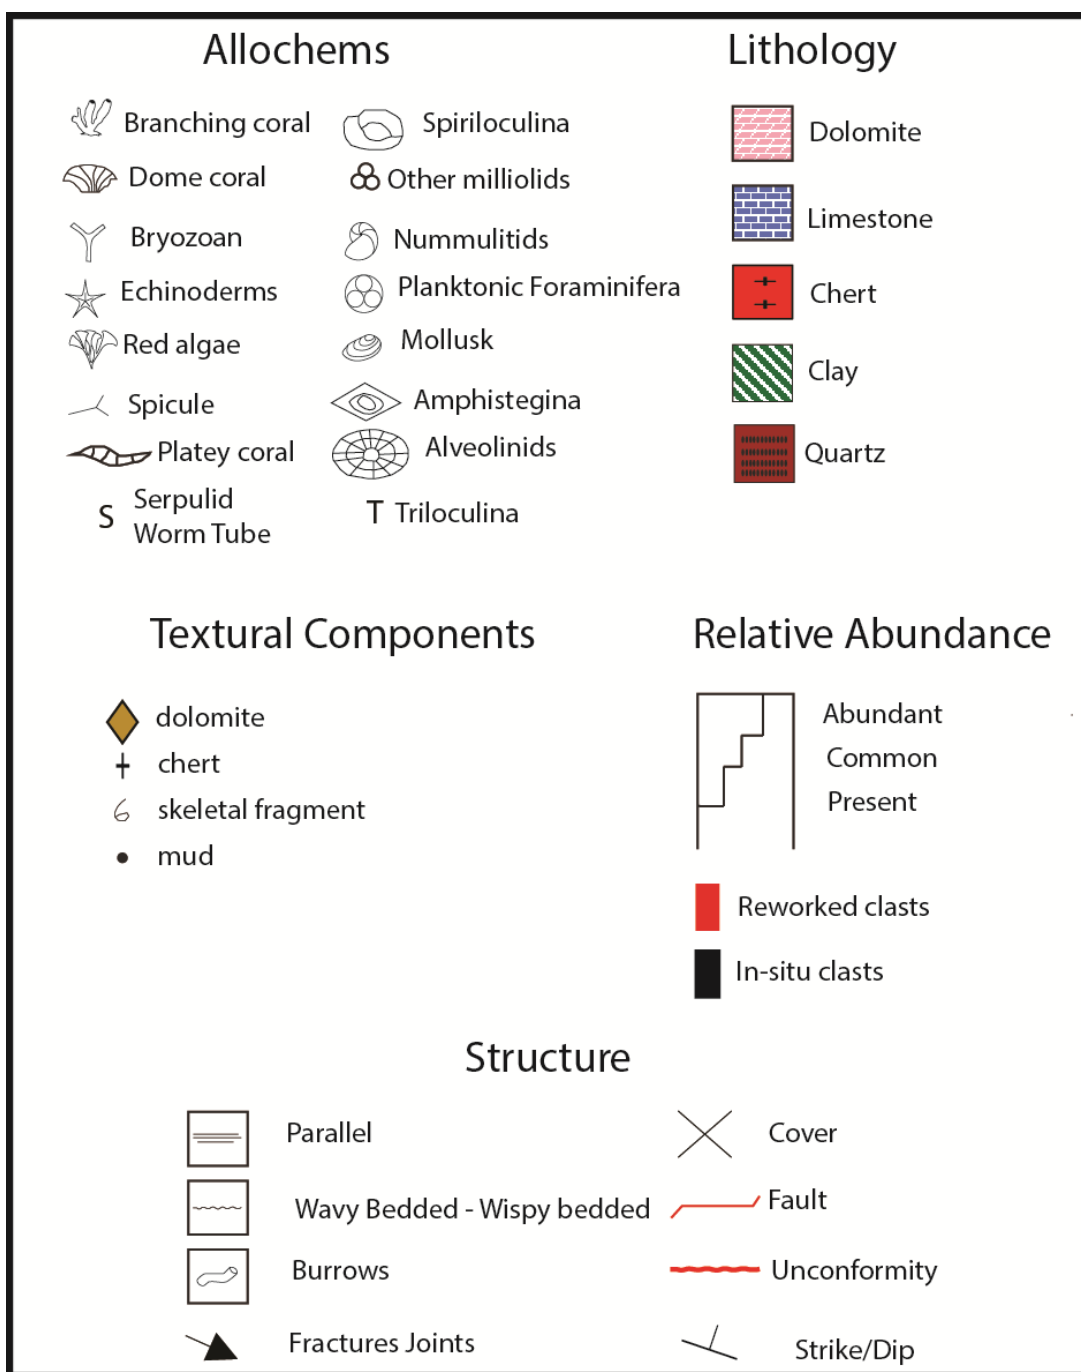 Allochems
Branching coral
Dome coral
Bryozoan
Echinoderms
Red algae
Spicule
Platey coral
S Serpulid
Worm Tube
Spiriloculina
Other milliolids
Nummulitids
Planktonic Foraminifera
Mollusk
Amphistegina
Alveolinids
T Triloculina
Lithology
Dolomite
Limestone
Chert
Clay
Quartz
Textural Components
dolomite
chert
skeletal fragment
mud
Relative Abundance
Abundant
Common
Present
Reworked clasts
In-situ clasts
Structure
Parallel
Wavy Bedded - Wispy bedded
Burrows
Fractures Joints
Cover
Fault
Unconformity
Strike/Dip